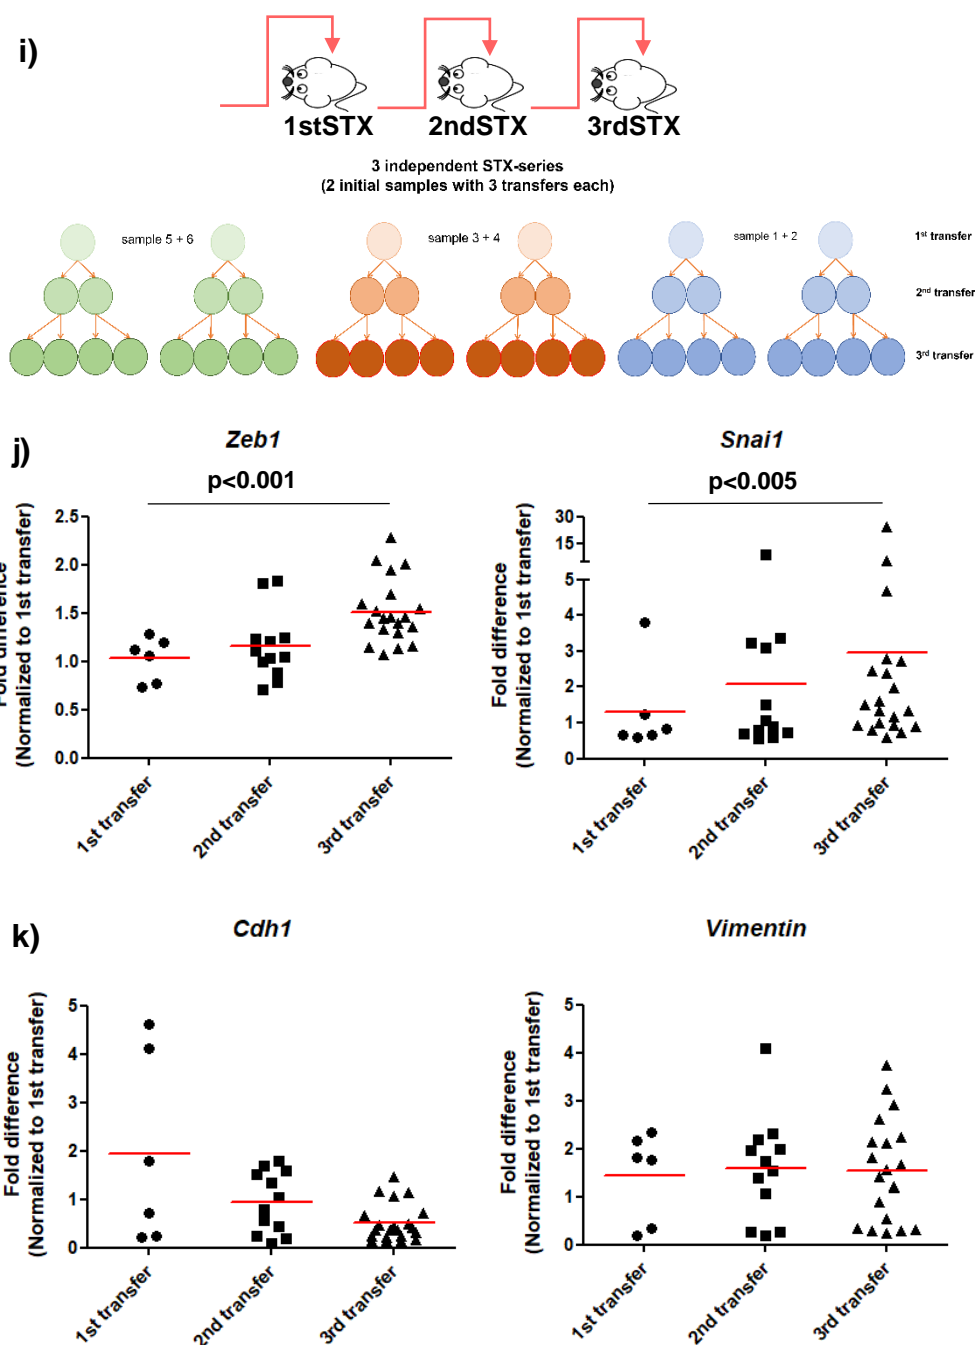 i)
1stSTX 2ndSTX 3rdSTX
3 independent STX-series
(2 initial samples with 3 transfers each)
sample 5 + 6
sample 3 + 4
sample 1 + 2
1st transfer
2nd transfer
3rd transfer
j)
Zeb1
p<0.001
Fold difference
(Normalized to 1st transfer)
2.5
2.0
1.5
1.0
0.5
0.0
1st transfer
2nd transfer
3rd transfer
Snai1
p<0.005
Fold difference
(Normalized to 1st transfer)
30
15
5
4
3
2
1
0
1st transfer
2nd transfer
3rd transfer
k)
Cdh1
Fold difference
(Normalized to 1st transfer)
5
4
3
2
1
0
1st transfer
2nd transfer
3rd transfer
Vimentin
Fold difference
(Normalized to 1st transfer)
5
4
3
2
1
0
1st transfer
2nd transfer
3rd transfer